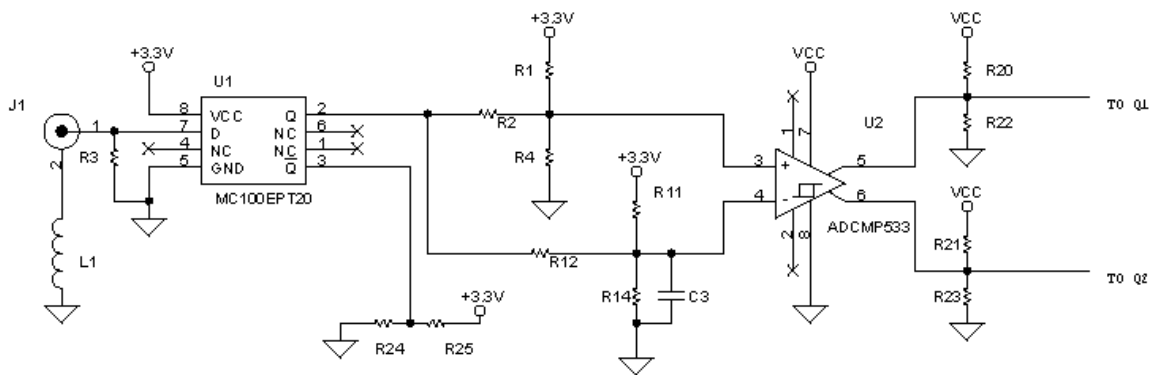 +3.3V
+3.3V
VCC
VCC
J1
U1
R1
R20
1
8
VCC
Q
2
R2
1
7
U2
TO Q1
7
D
NC
6
R3
4
NC
NC
1
R4
R22
2
5
GND
Q
3
+3.3V
3
+
5
MC100EPT20
R11
4
-
6
VCC
2
8
ADCMP533
R21
L1
R12
TO Q2
+3.3V
R14
C3
R23
R24
R25